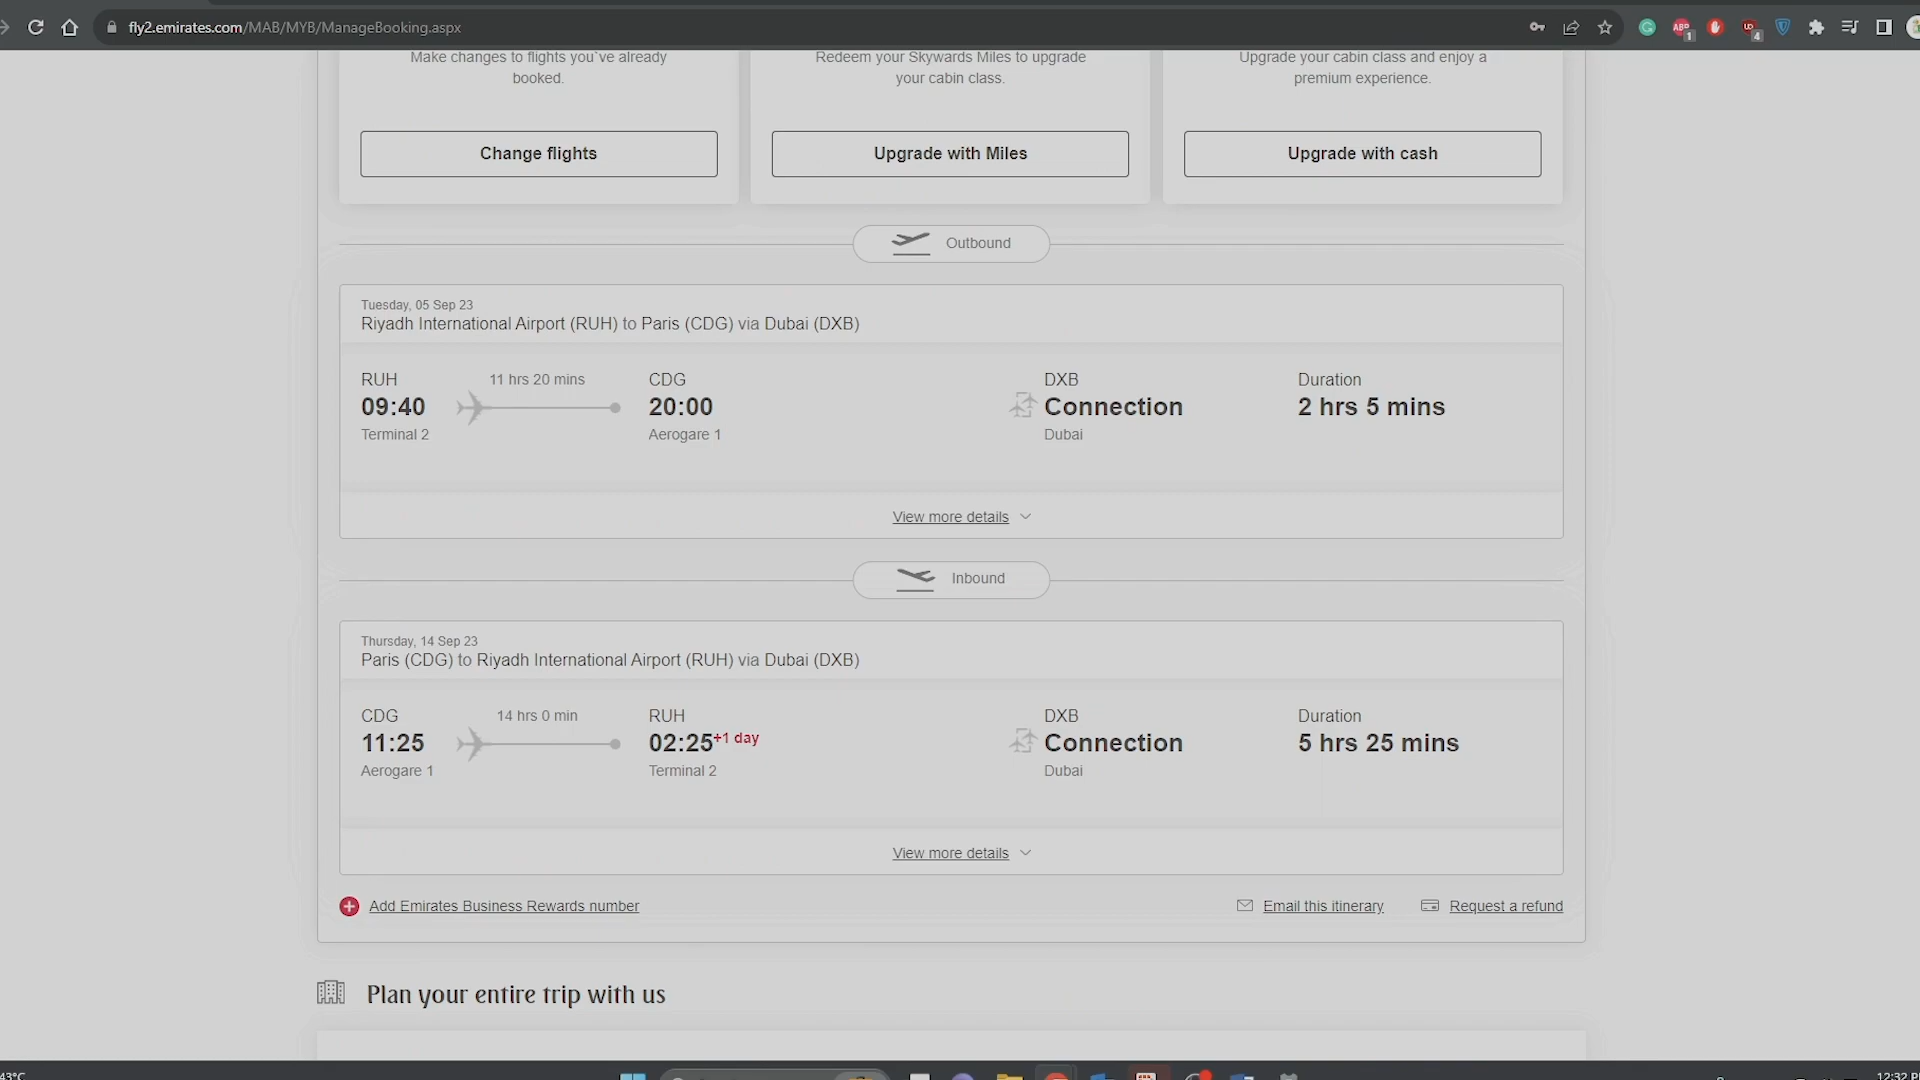 fly2.emirates.com/MAB/MYB/ManageBooking.aspx
Make changes to flights you`ve already
booked.
Redeem your Skywards Miles to upgrade
your cabin class.
Upgrade your cabin class and enjoy a
premium experience.
Change flights
Upgrade with Miles
Upgrade with cash
Outbound
Tuesday, 05 Sep 23
Riyadh International Airport (RUH) to Paris (CDG) via Dubai (DXB)
RUH
09:40
Terminal 2
11 hrs 20 mins
CDG
20:00
Aerogare 1
DXB
Connection
Dubai
Duration
2 hrs 5 mins
View more details
Inbound
Thursday, 14 Sep 23
Paris (CDG) to Riyadh International Airport (RUH) via Dubai (DXB)
CDG
11:25
Aerogare 1
14 hrs 0 min
RUH
02:25+1 day
Terminal 2
DXB
Connection
Dubai
Duration
5 hrs 25 mins
View more details
Add Emirates Business Rewards number
Email this itinerary
Request a refund
Plan your entire trip with us
43°C
12:32 P